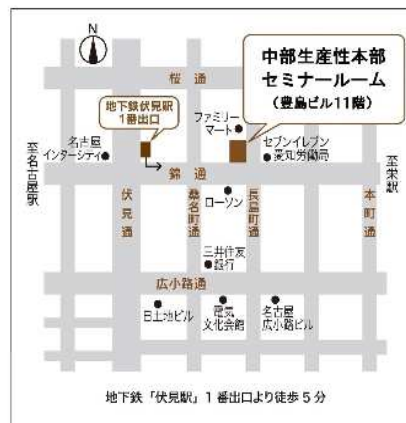 N
中部生産性本部
セミナールーム
(豊島ビル11階)
桜通
地下鉄伏見駅
1番出口
ファミリー
マート
名古屋
インターシティ
セブンイレブン
愛知労働局
至名古屋駅
至栄駅
錦通
伏見通
桑名町通
長島町通
本町通
ローソン
三井住友
銀行
広小路通
日土地ビル
電気
文化会館
名古屋
広小路ビル
地下鉄「伏見駅」1番出口より徒歩5分